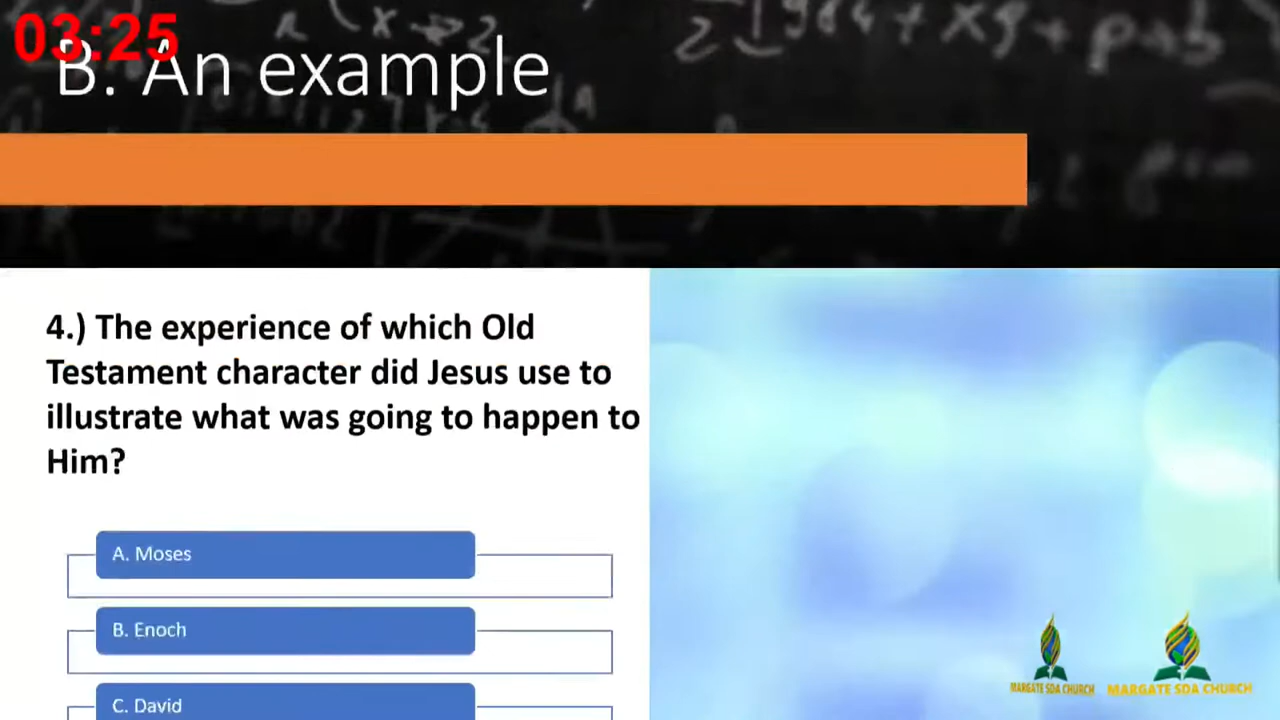 03:25
B. An example
4.) The experience of which Old
Testament character did Jesus use to
illustrate what was going to happen to
Him?
A. Moses
B. Enoch
C. David
MARGATE SDA CHURCH
MARGATE SDA CHURCH